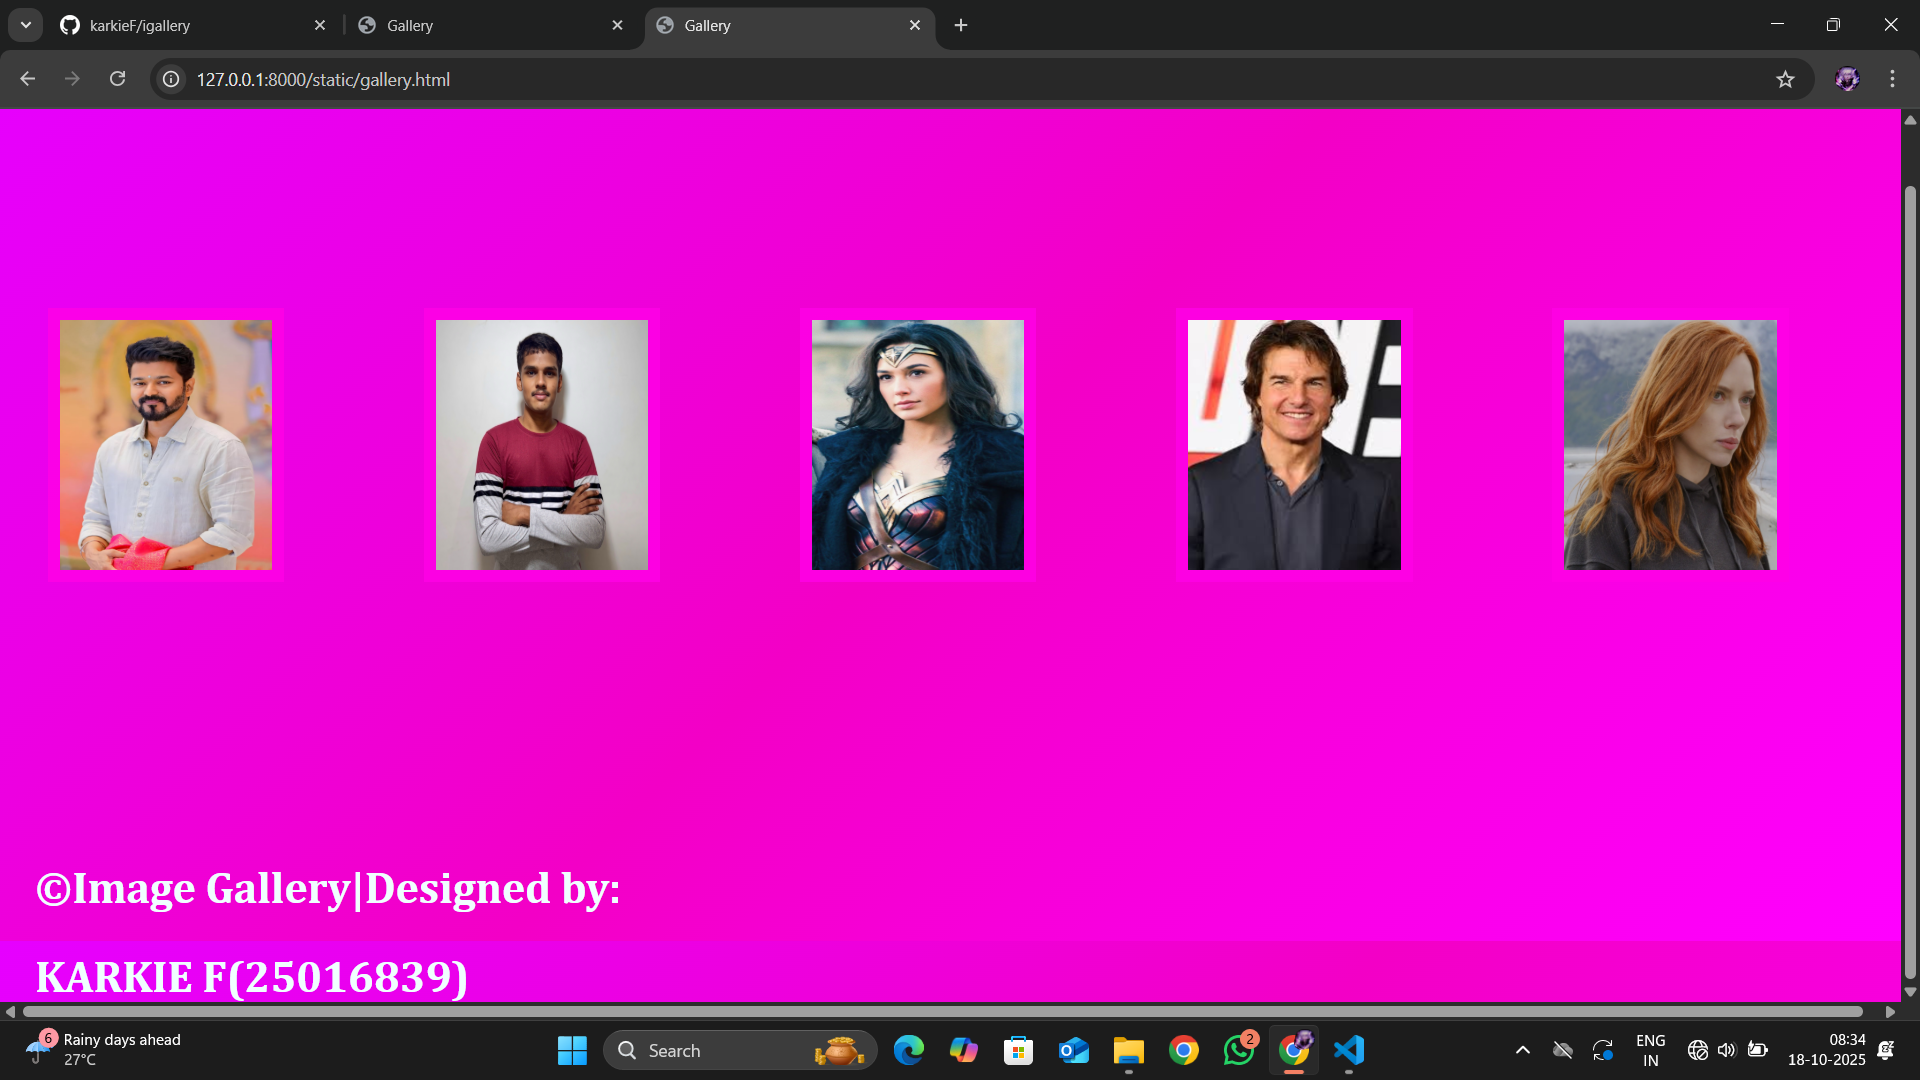 karkieF/igallery
Gallery
Gallery
127.0.0.1:8000/static/gallery.html
©Image Gallery|Designed by:
KARKIE F(25016839)
6
Rainy days ahead
27°C
Search
2
ENG
IN
08:34
18-10-2025